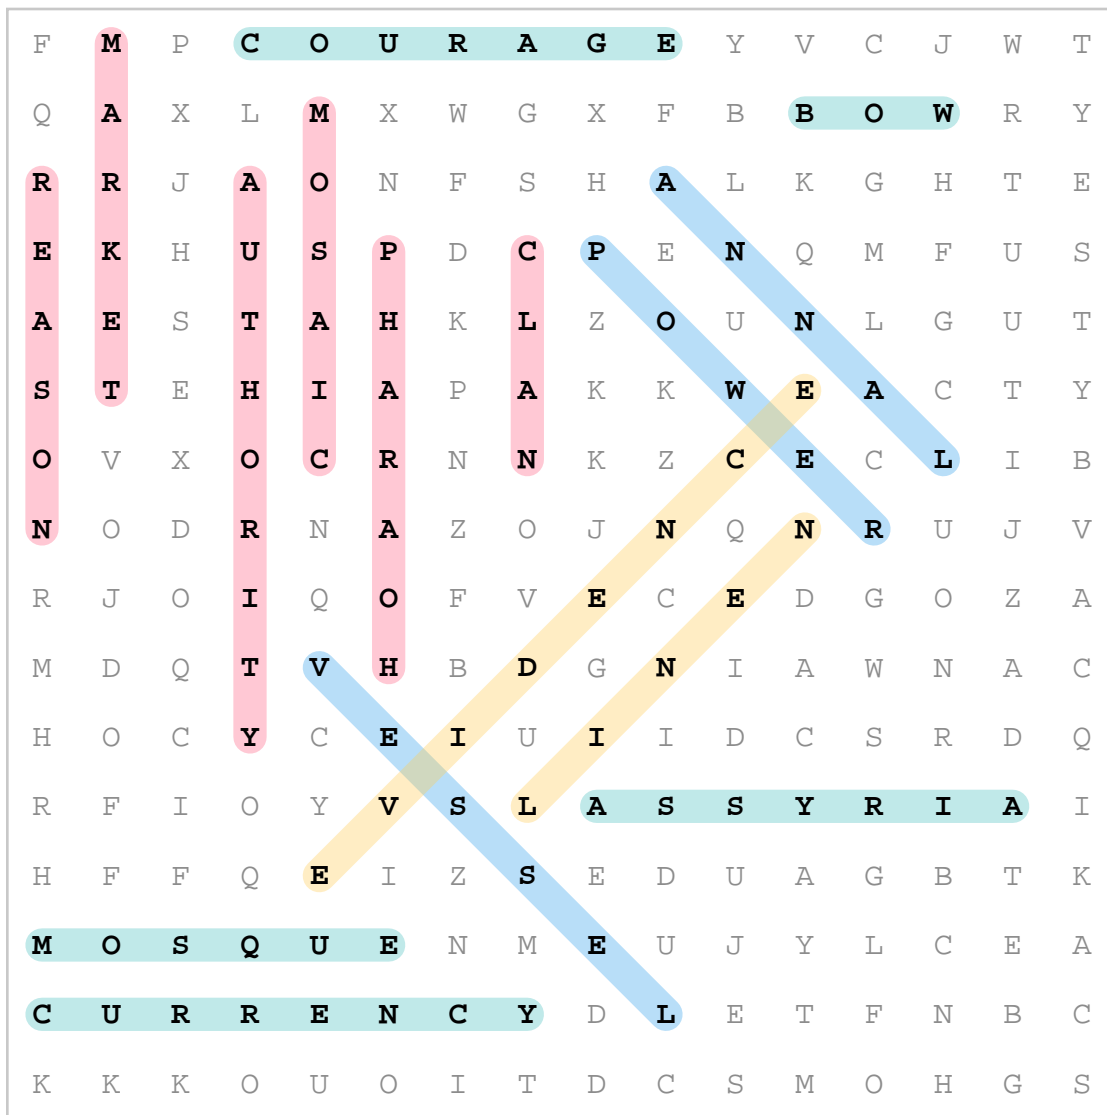 F M P C O U R A G E Y V C J W T
Q A X L M X W G X F B B O W R Y
R R J A O N F S H A L K G H T E
E K H U S P D C P E N Q M F U S
A E S T A H K L Z O U N L G U T
S T E H I A P A K K W E A C T Y
O V X O C R N N K Z C E C L I B
N O D R N A Z O J N Q N R U J V
R J O I Q O F V E C E D G O Z A
M D Q T V H B D G N I A W N A C
H O C Y C E I U I I D C S R D Q
R F I O Y V S L A S S Y R I A I
H F F Q E I Z S E D U A G B T K
M O S Q U E N M E U J Y L C E A
C U R R E N C Y D L E T F N B C
K K K O U O I T D C S M O H G S